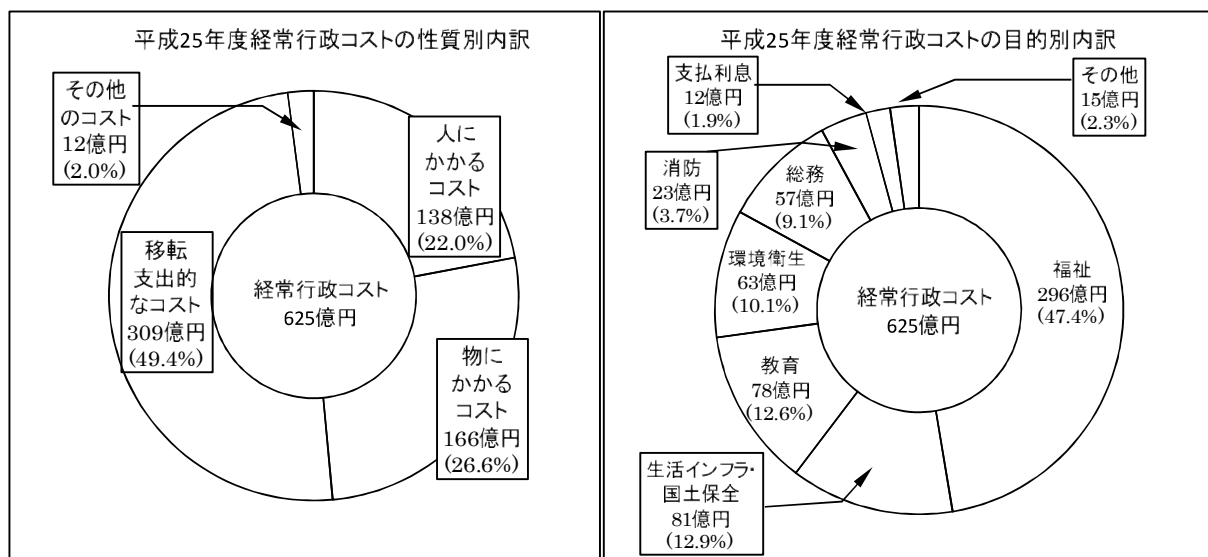 平成25年度経常行政コストの性質別内訳
その他
のコスト
12億円
(2.0%)
人に
かかる
コスト
138億円
(22.0%)
移転
支出的
なコスト
309億円
(49.4%)
経常行政コスト
625億円
物に
かかる
コスト
166億円
(26.6%)
平成25年度経常行政コストの目的別内訳
支払利息
12億円
(1.9%)
その他
15億円
(2.3%)
消防
23億円
(3.7%)
総務
57億円
(9.1%)
環境衛生
63億円
(10.1%)
経常行政コスト
625億円
福祉
296億円
(47.4%)
教育
78億円
(12.6%)
生活インフラ・
国土保全
81億円
(12.9%)